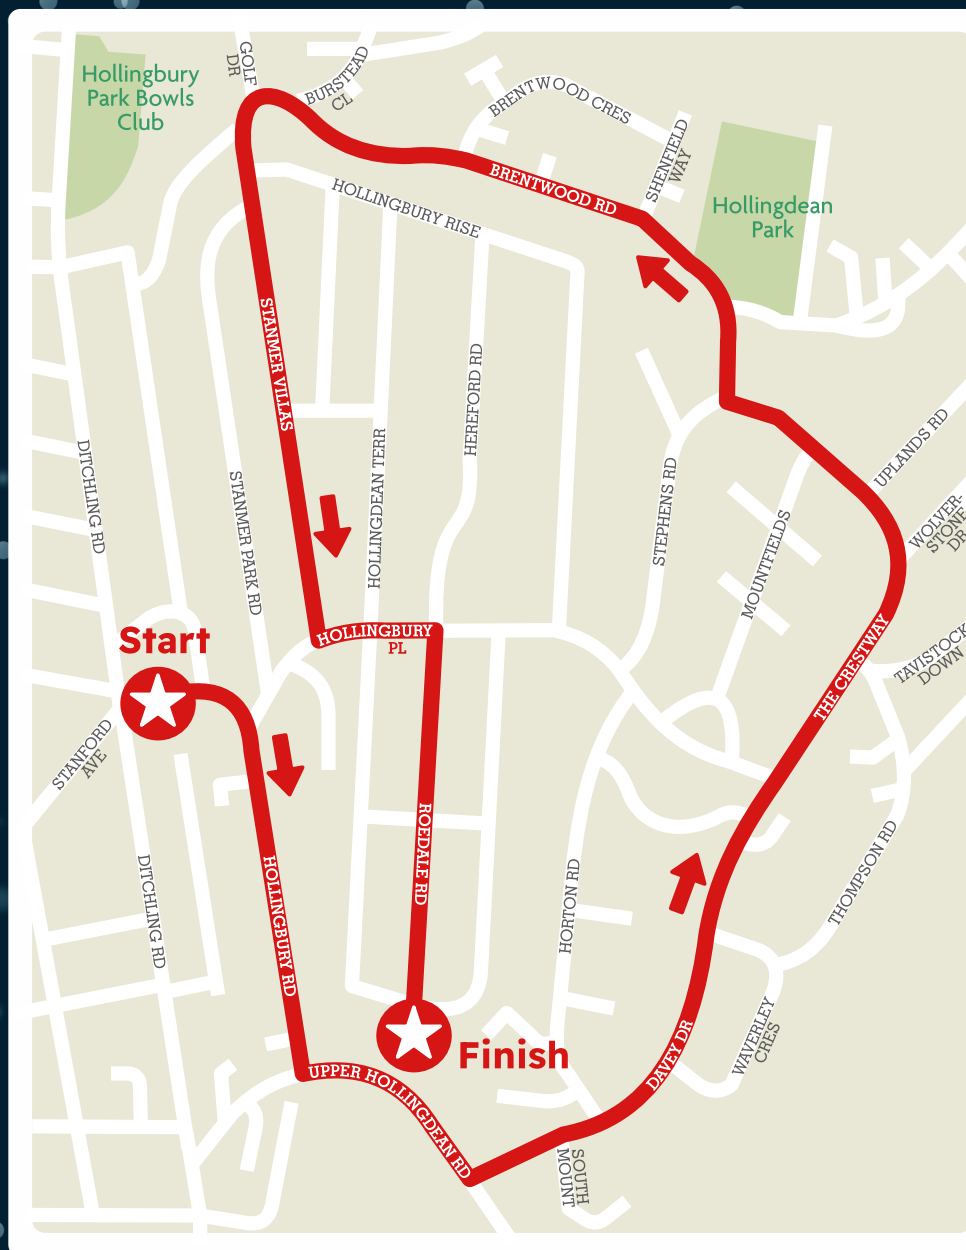 GOLF
DR
BURSTEAD
CL
Hollingbury
Park Bowls
Club
BRENTWOOD CRES
SHENFIELD
WAY
BRENTWOOD RD
HOLLINGBURY RISE
Hollingdean
Park
STANMER VILLAS
HEREFORD RD
UPLANDS RD
DITCHLING RD
STANMER PARK RD
HOLLINGDEAN TERR
STEPHENS RD
MOUNTFIELDS
WOLVER-
STONE
DR
Start
HOLLINGBURY
PL
THE CRESTWAY
TAVISTOCK
DOWN
STANFORD
AVE
DITCHLING RD
HOLLINGBURY RD
ROEDALE RD
HORTON RD
THOMPSON RD
Finish
DAVEY DR
WAVERLEY
CRES
UPPER HOLLINGDEAN RD
SOUTH
MOUNT